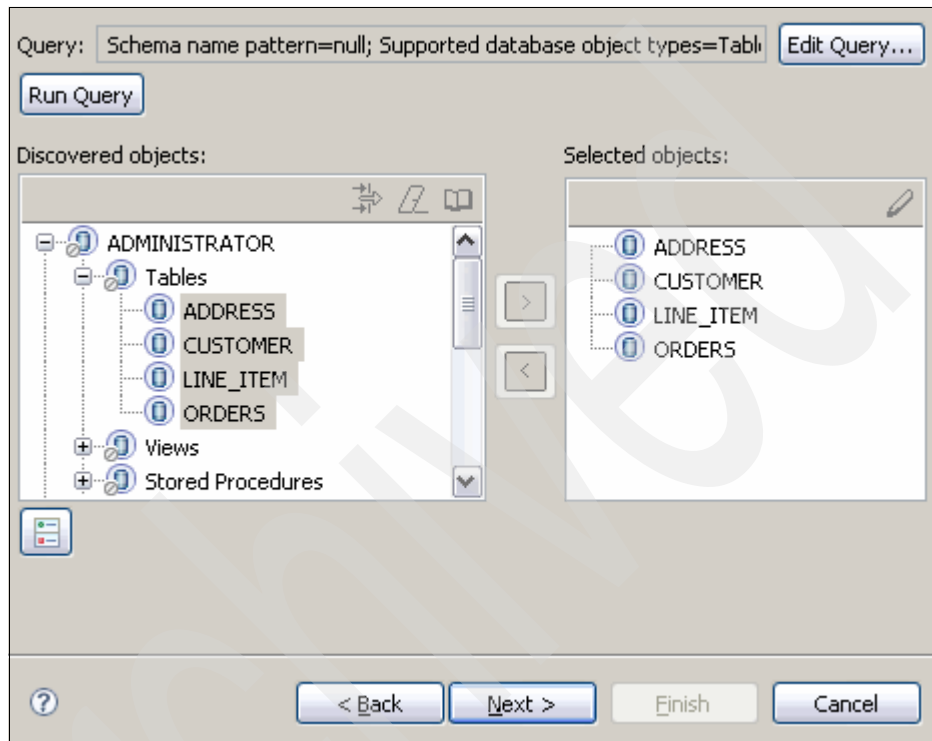 Query: Schema name pattern=null; Supported database object types=Tabl Edit Query...
Run Query
Discovered objects:
Selected objects:
ADMINISTRATOR
Tables
ADDRESS
CUSTOMER
LINE_ITEM
ORDERS
Views
Stored Procedures
>
<
ADDRESS
CUSTOMER
LINE_ITEM
ORDERS
? < Back Next > Finish Cancel